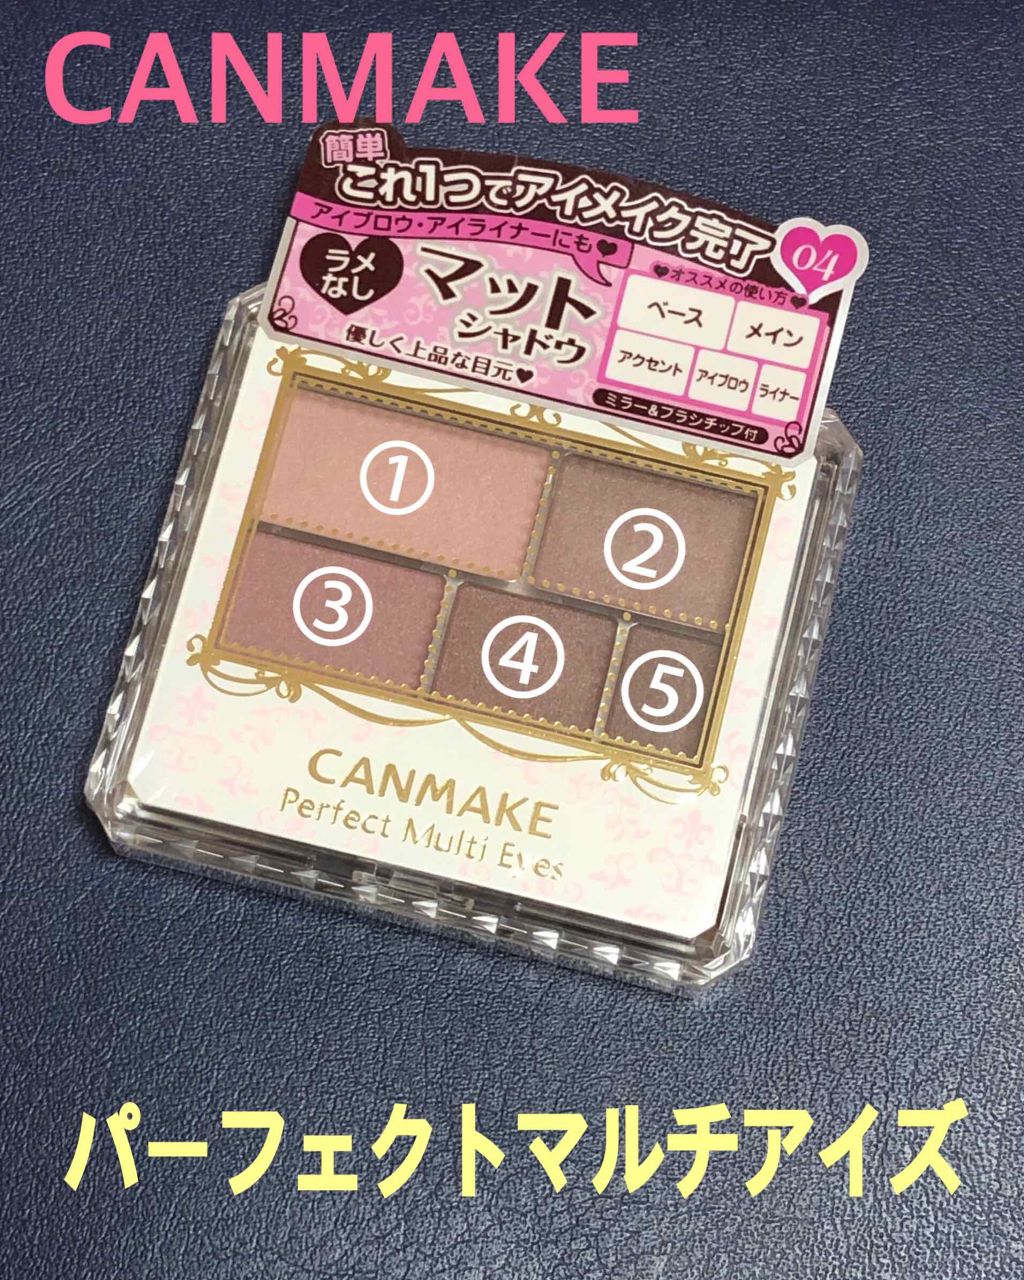 CANMAKE
簡単
これ1つでアイメイク完了
04
アイブロウ・アイライナーにも♥
ラメ
なし
マット
シャドウ
優しく上品な目元♥
♥オススメの使い方♥
ベース
メイン
アクセント
アイブロウ
ライナー
ミラー&ブラシチップ付
①
②
③
④
⑤
CANMAKE
Perfect Multi Eyes
パーフェクトマルチアイズ